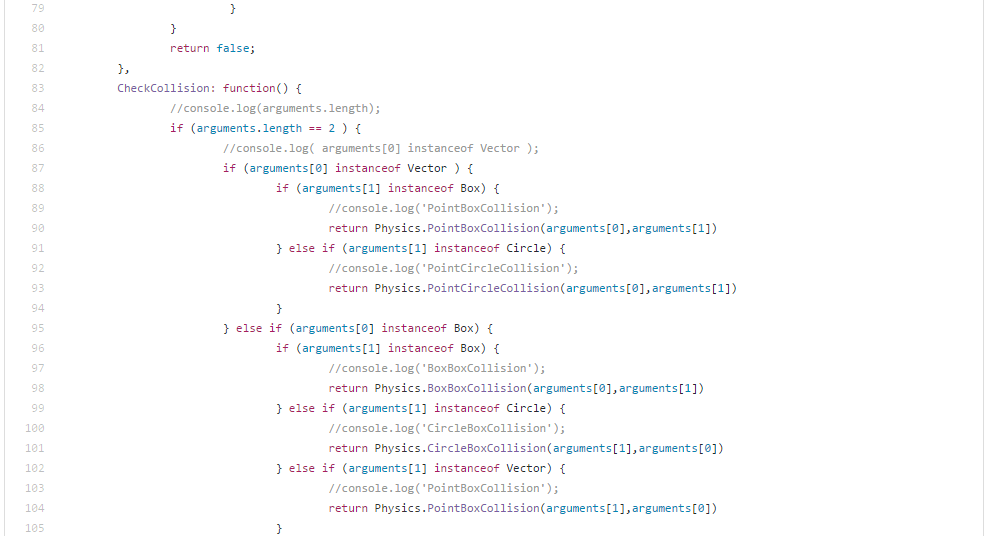 79 }
80 }
81 return false;
82 },
83 CheckCollision: function() {
84 //console.log(arguments.length);
85 if (arguments.length == 2 ) {
86 //console.log( arguments[0] instanceof Vector );
87 if (arguments[0] instanceof Vector ) {
88 if (arguments[1] instanceof Box) {
89 //console.log('PointBoxCollision');
90 return Physics.PointBoxCollision(arguments[0],arguments[1])
91 } else if (arguments[1] instanceof Circle) {
92 //console.log('PointCircleCollision');
93 return Physics.PointCircleCollision(arguments[0],arguments[1])
94 }
95 } else if (arguments[0] instanceof Box) {
96 if (arguments[1] instanceof Box) {
97 //console.log('BoxBoxCollision');
98 return Physics.BoxBoxCollision(arguments[0],arguments[1])
99 } else if (arguments[1] instanceof Circle) {
100 //console.log('CircleBoxCollision');
101 return Physics.CircleBoxCollision(arguments[1],arguments[0])
102 } else if (arguments[1] instanceof Vector) {
103 //console.log('PointBoxCollision');
104 return Physics.PointBoxCollision(arguments[1],arguments[0])
105 }